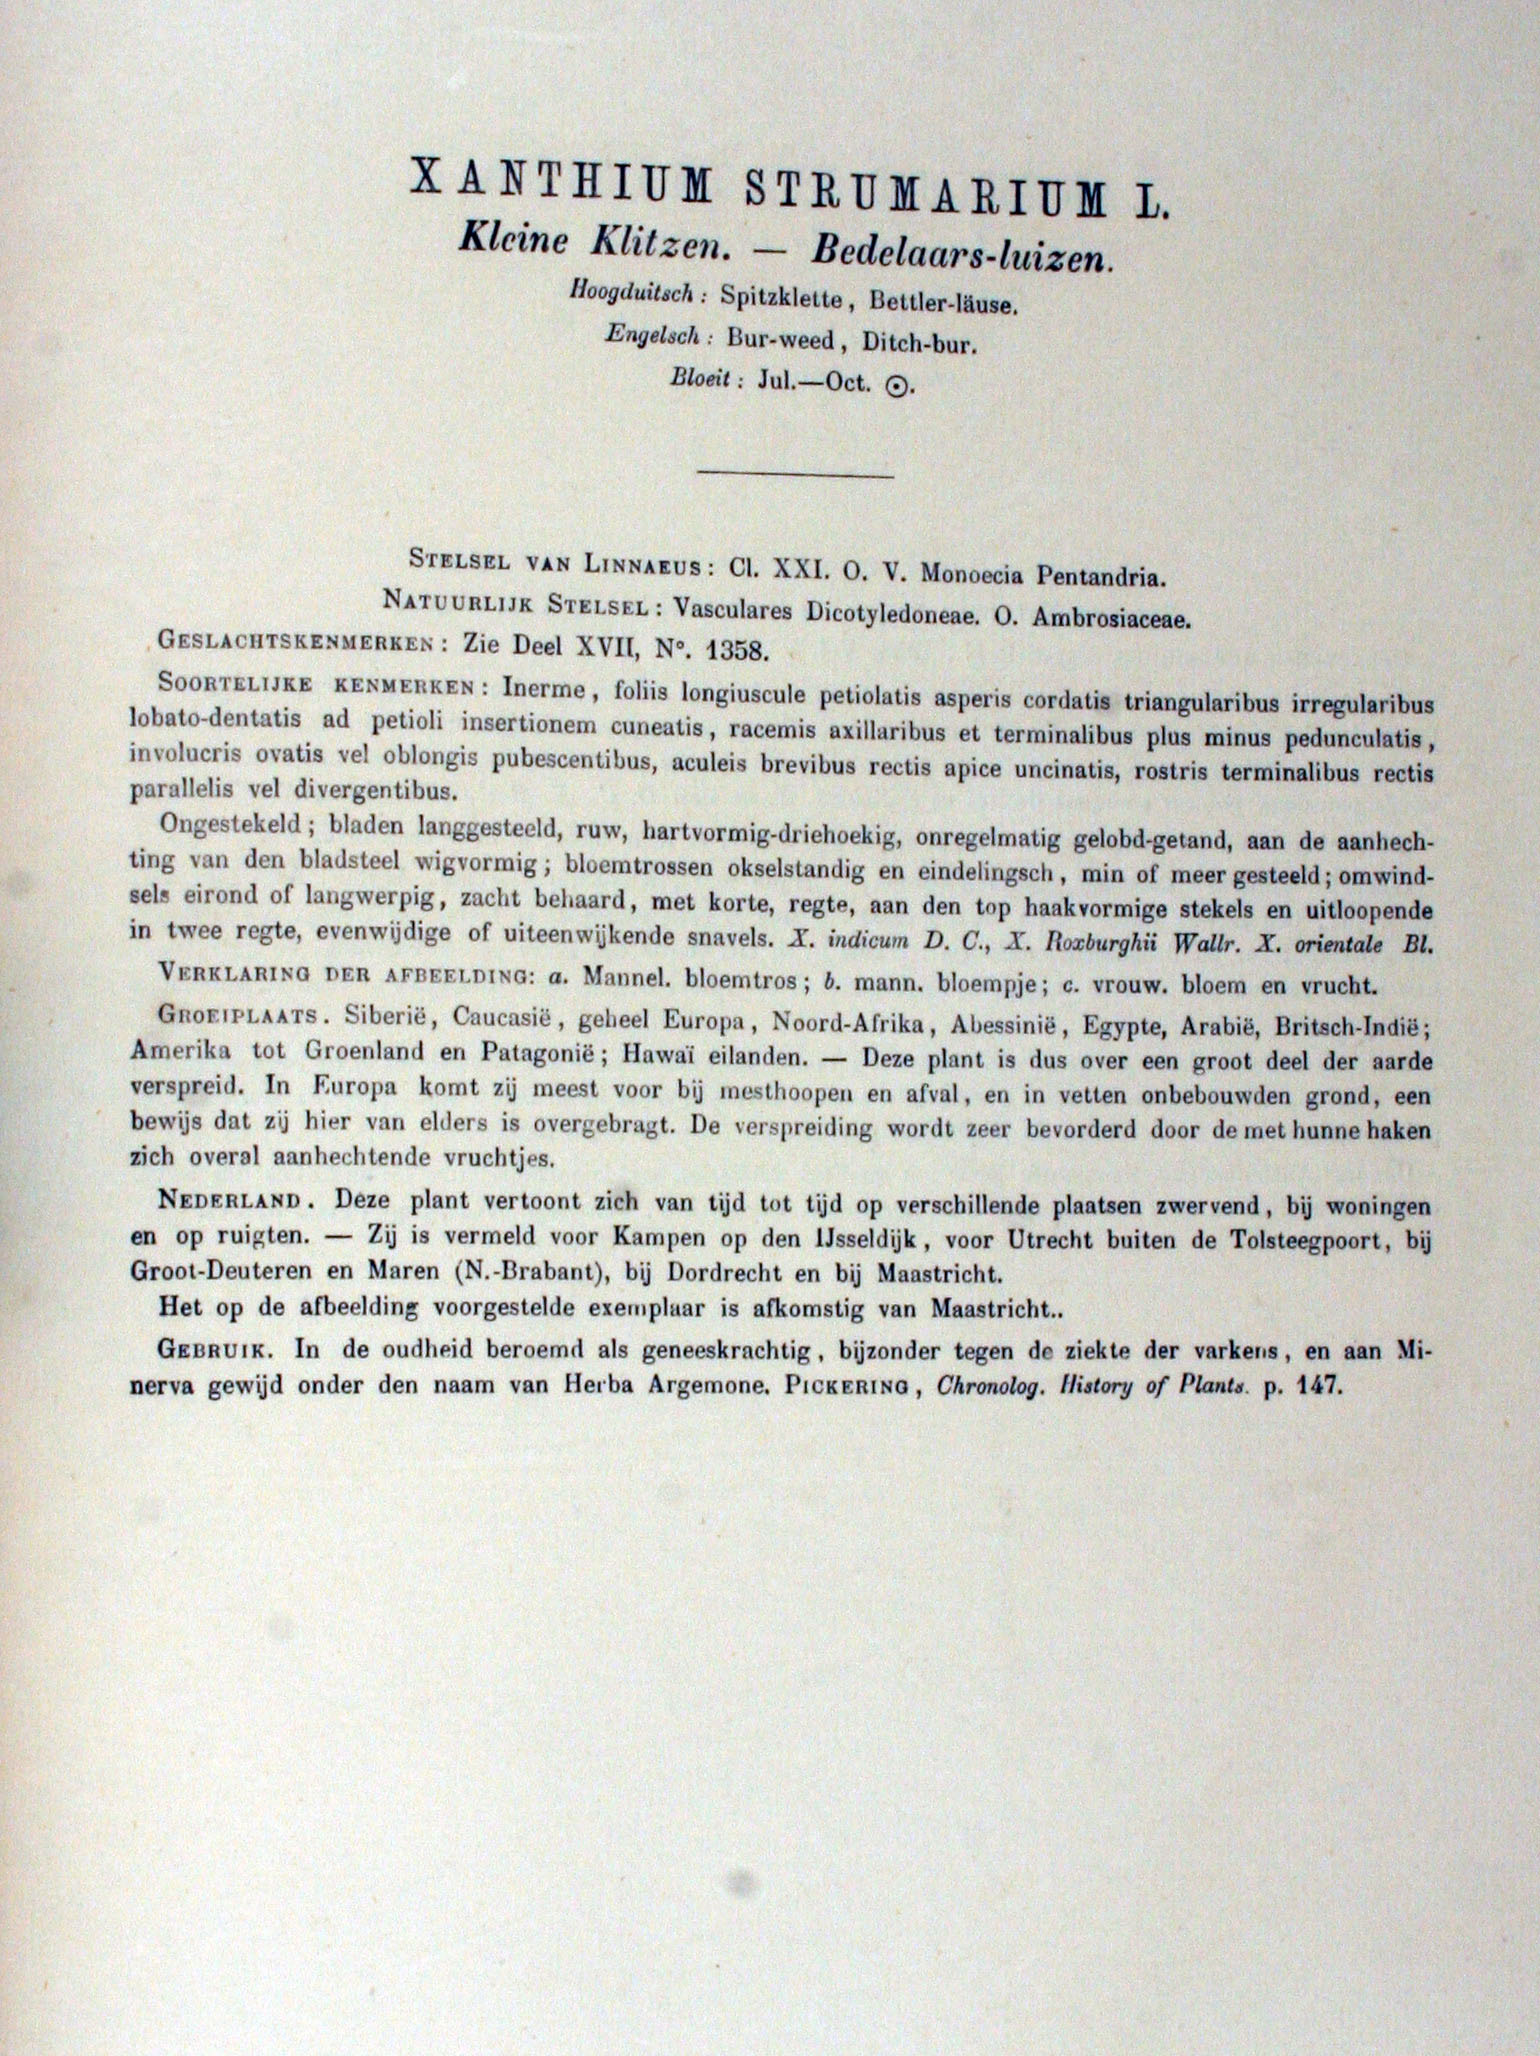 XANTHIUM STRUMARIUM L.
Kleine Klitzen. — Bedelaars-luizen.
Hoogduitsch: Spitzklette, Bettler-läuse.
Engelsch: Bur-weed, Ditch-bur.
Bloeit: Jul.—Oct. ⊙.
STELSEL VAN LINNAEUS: Cl. XXI. O. V. Monoecia Pentandria.
NATUURLIJK STELSEL: Vasculares Dicotyledoneae. O. Ambrosiaceae.
GESLACHTSKENMERKEN: Zie Deel XVII, N°. 1358.
SOORTELIJKE KENMERKEN: Inerme, foliis longiuscule petiolatis asperis cordatis triangularibus irregularibus
lobato-dentatis ad petioli insertionem cuneatis, racemis axillaribus et terminalibus plus minus pedunculatis,
involucris ovatis vel oblongis pubescentibus, aculeis brevibus rectis apice uncinatis, rostris terminalibus rectis
parallelis vel divergentibus.
Ongestekeld; bladen langgesteeld, ruw, hartvormig-driehoekig, onregelmatig gelobd-getand, aan de aanhech-
ting van den bladsteel wigvormig; bloemtrossen okselstandig en eindelingsch, min of meer gesteeld; omwind-
sels eirond of langwerpig, zacht behaard, met korte, regte, aan den top haakvormige stekels en uitloopende
in twee regte, evenwijdige of uiteenwijkende snavels. X. indicum D. C., X. Roxburghii Wallr. X. orientale Bl.
VERKLARING DER AFBEELDING: a. Mannel. bloemtros; b. mann. bloempje; c. vrouw. bloem en vrucht.
GROEIPLAATS. Siberië, Caucasië, geheel Europa, Noord-Afrika, Abessinië, Egypte, Arabië, Britsch-Indië;
Amerika tot Groenland en Patagonië; Hawaï eilanden. — Deze plant is dus over een groot deel der aarde
verspreid. In Europa komt zij meest voor bij mesthoopen en afval, en in vetten onbebouwden grond, een
bewijs dat zij hier van elders is overgebragt. De verspreiding wordt zeer bevorderd door de met hunne haken
zich overal aanhechtende vruchtjes.
NEDERLAND. Deze plant vertoont zich van tijd tot tijd op verschillende plaatsen zwervend, bij woningen
en op ruigten. — Zij is vermeld voor Kampen op den IJsseldijk, voor Utrecht buiten de Tolsteegpoort, bij
Groot-Deuteren en Maren (N.-Brabant), bij Dordrecht en bij Maastricht.
Het op de afbeelding voorgestelde exemplaar is afkomstig van Maastricht..
GEBRUIK. In de oudheid beroemd als geneeskrachtig, bijzonder tegen de ziekte der varkens, en aan Mi-
nerva gewijd onder den naam van Herba Argemone. PICKERING, Chronolog. History of Plants. p. 147.